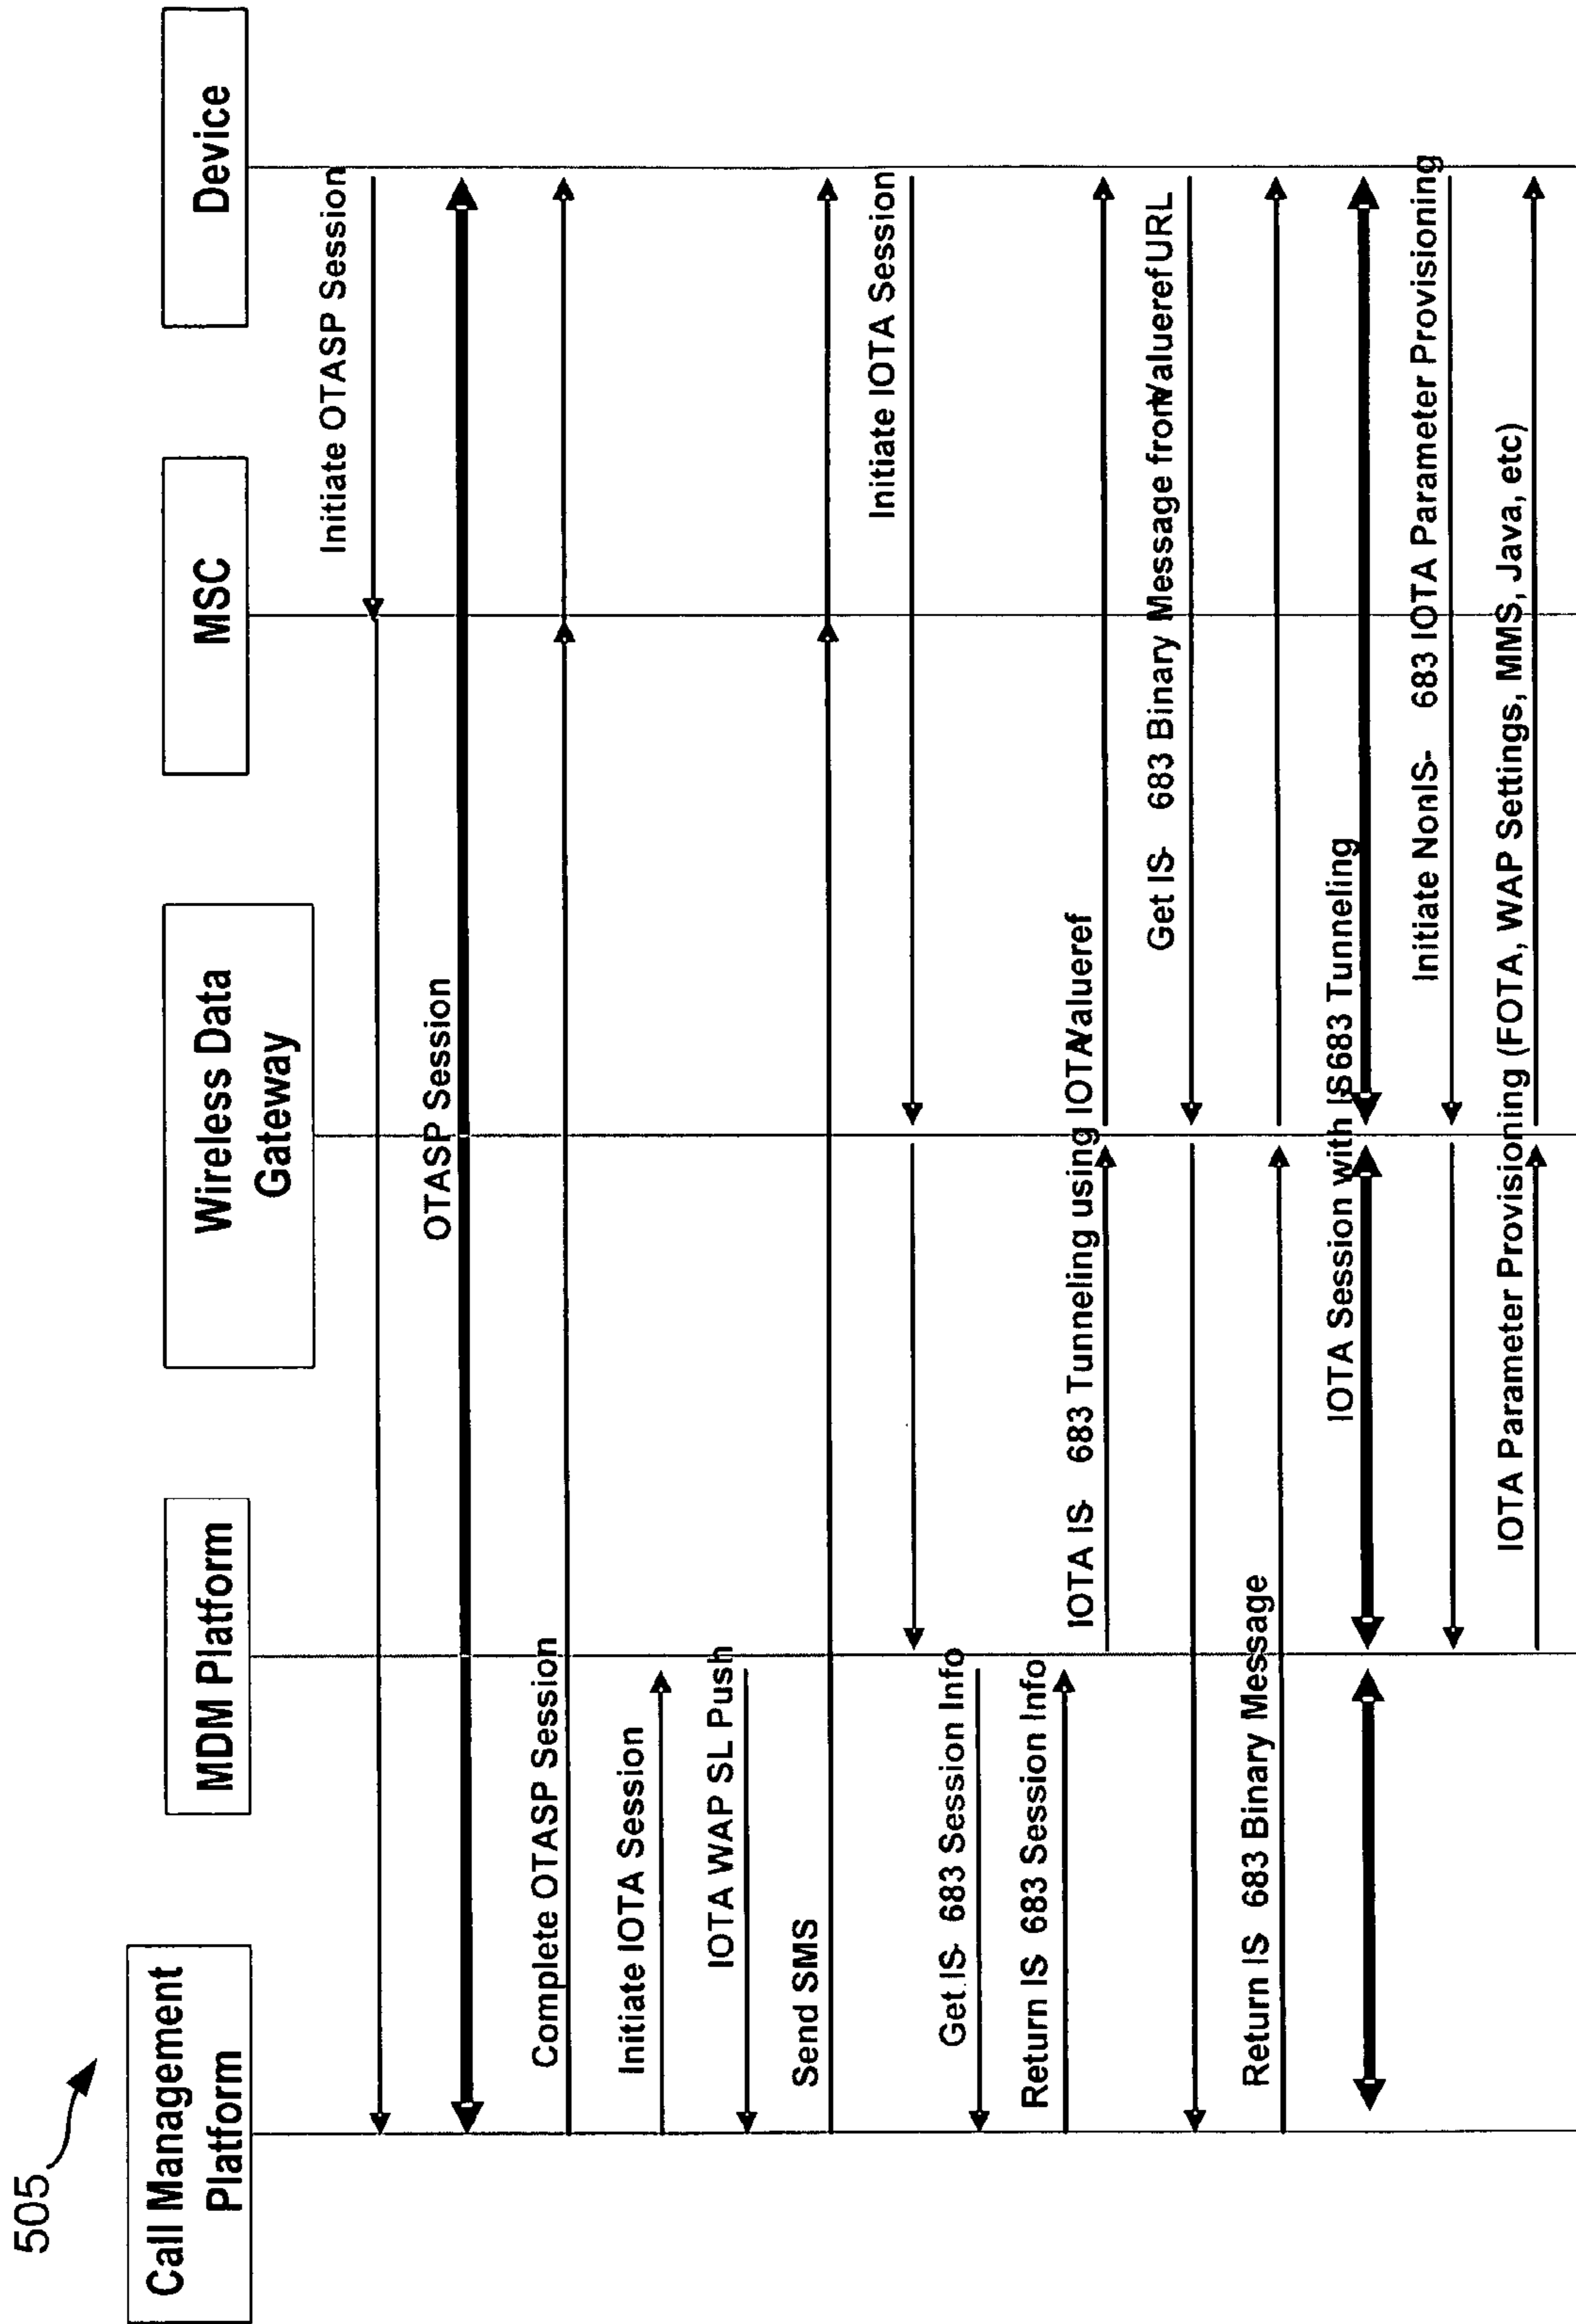 505
Call Management
Platform
MDM Platform
Wireless Data
Gateway
MSC
Device
Initiate OTASP Session
OTASP Session
Complete OTASP Session
Initiate IOTA Session
IOTA WAP SL Push
Send SMS
Initiate IOTA Session
Get IS- 683 Session Info
Return IS- 683 Session Info
IOTA IS- 683 Tunneling using IOTA Valueref
Get IS- 683 Binary Message from Valueref URL
Return IS- 683 Binary Message
IOTA Session with IS683 Tunneling
Initiate NonIS- 683 IOTA Parameter Provisioning
IOTA Parameter Provisioning (FOTA, WAP Settings, MMS, Java, etc)